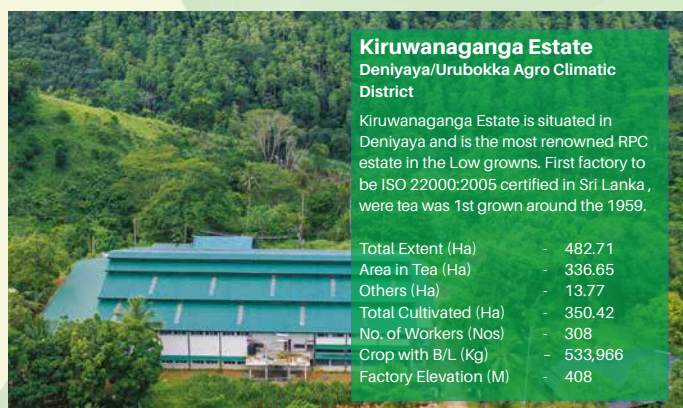 Kiruwanaganga Estate
Deniyaya/Urubokka Agro Climatic
District
Kiruwanaganga Estate is situated in
Deniyaya and is the most renowned RPC
estate in the Low growns. First factory to
be ISO 22000:2005 certified in Sri Lanka ,
were tea was 1st grown around the 1959.
Total Extent (Ha) - 482.71
Area in Tea (Ha) - 336.65
Others (Ha) - 13.77
Total Cultivated (Ha) - 350.42
No. of Workers (Nos) - 308
Crop with B/L (Kg) – 533,966
Factory Elevation (M) - 408